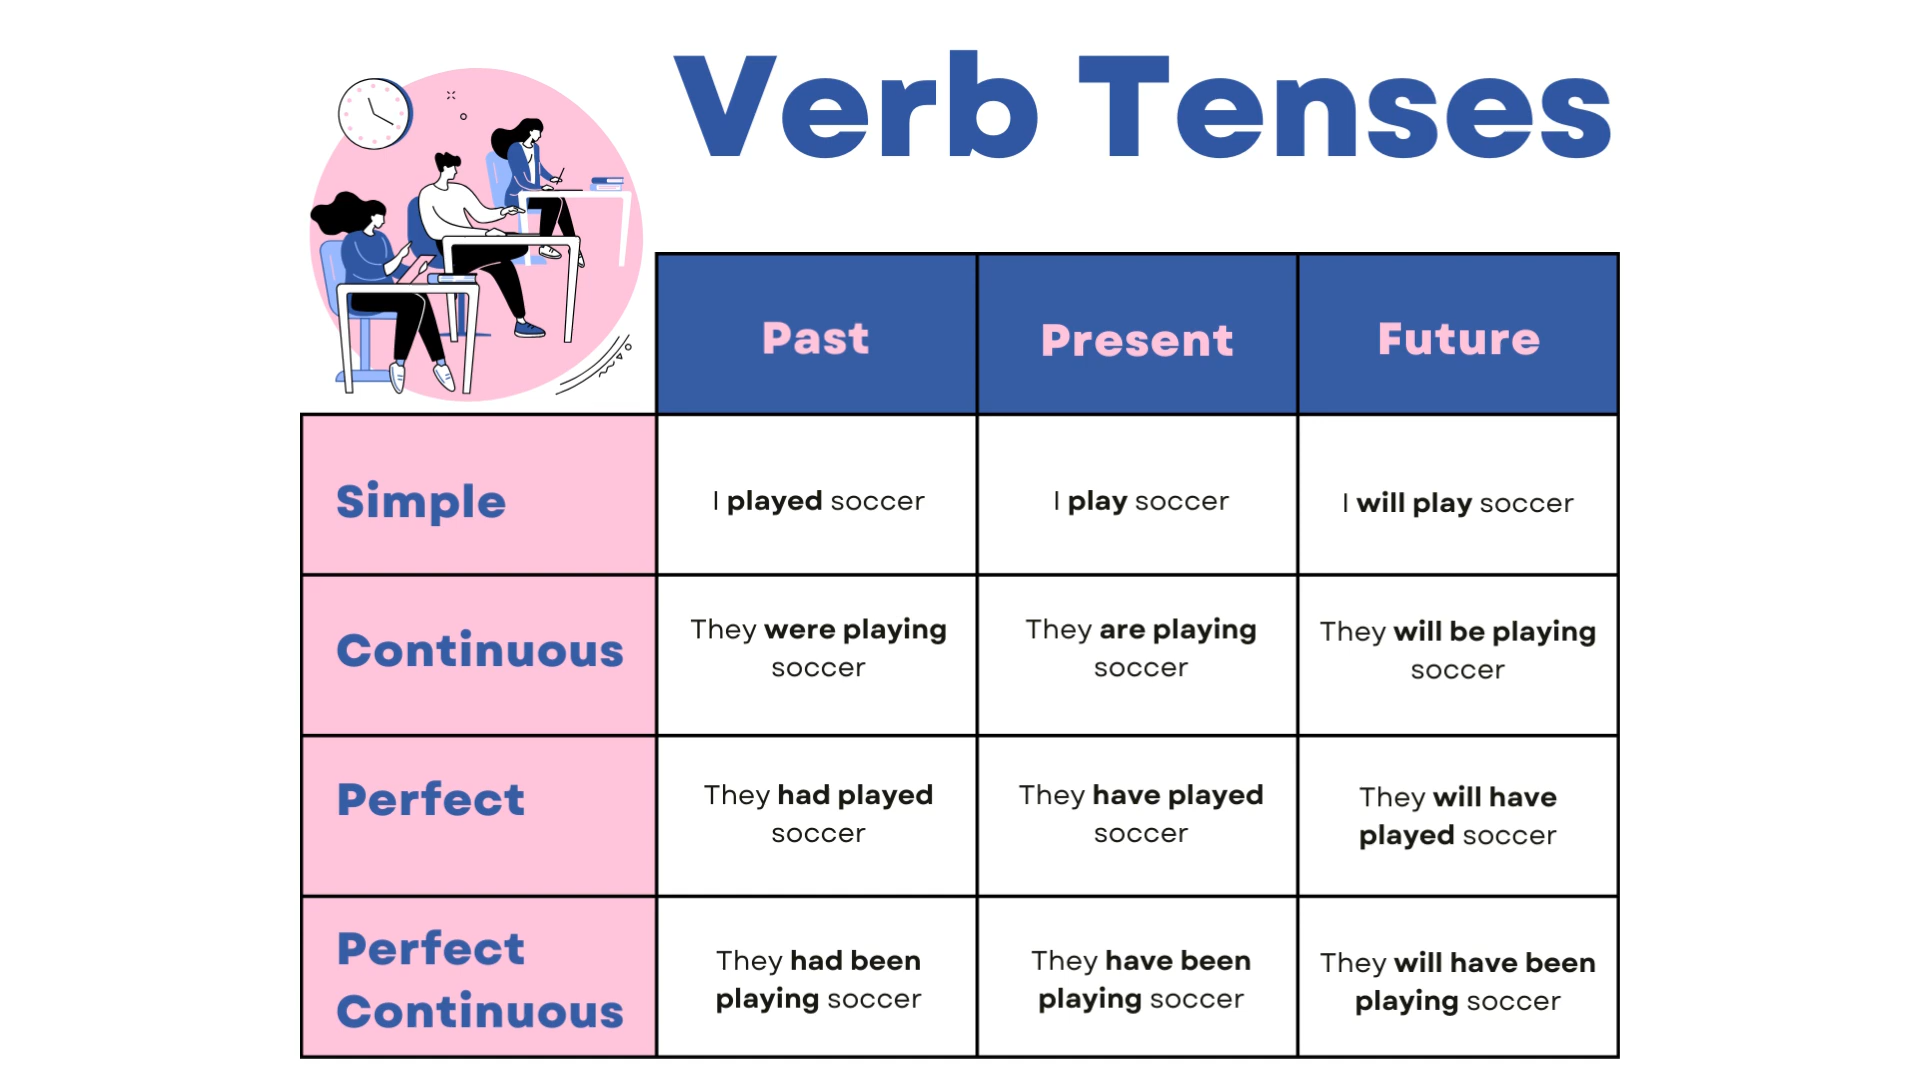 Verb Tenses
Past
Present
Future
Simple
I played soccer
I play soccer
I will play soccer
Continuous
They were playing
soccer
They are playing
soccer
They will be playing
soccer
Perfect
They had played
soccer
They have played
soccer
They will have
played soccer
Perfect
Continuous
They had been
playing soccer
They have been
playing soccer
They will have been
playing soccer